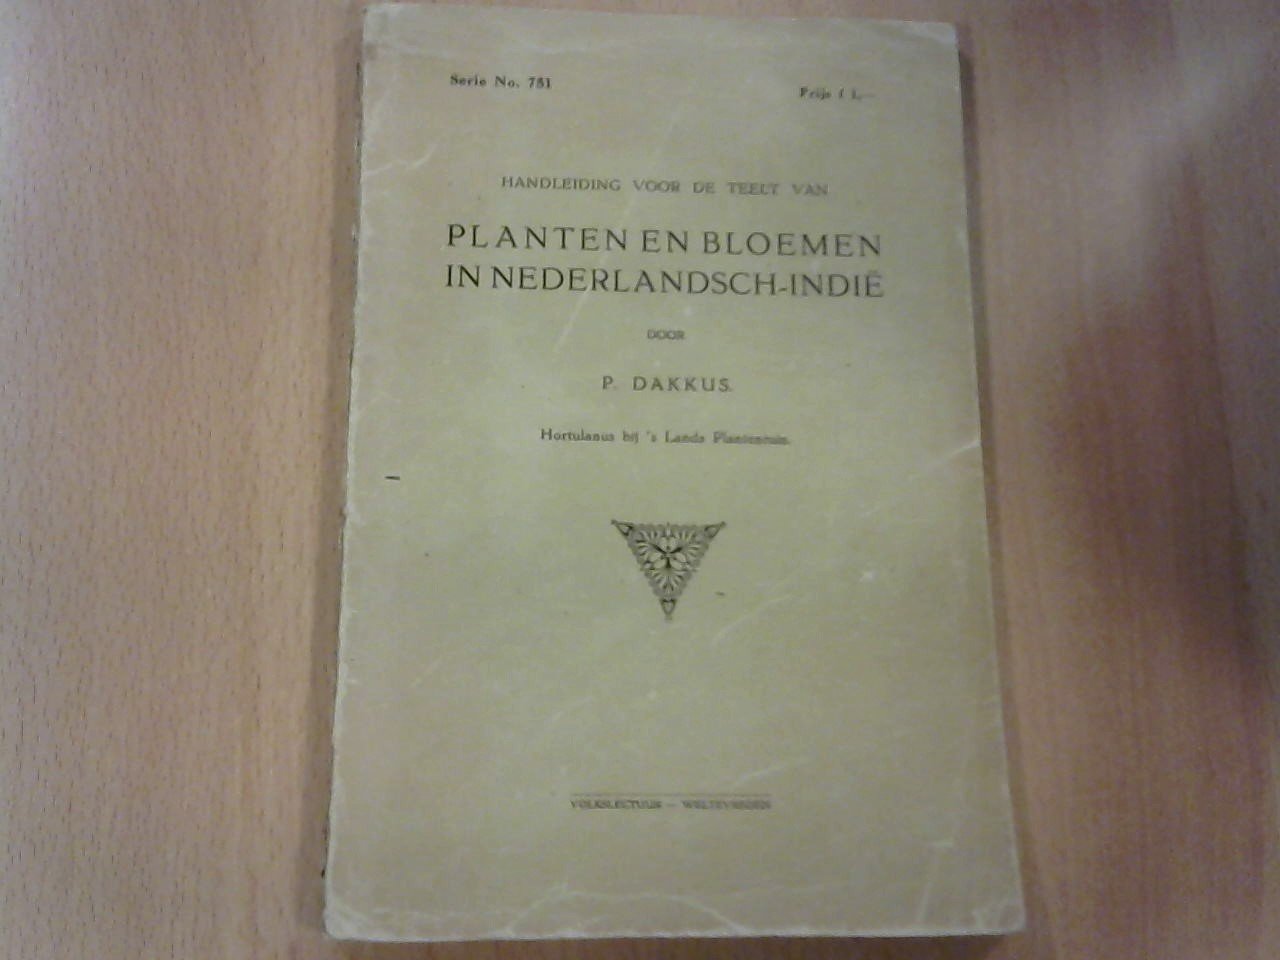 Serie No. 751
Prijs f 1,—
HANDLEIDING VOOR DE TEELT VAN
PLANTEN EN BLOEMEN
IN NEDERLANDSCH-INDIË
DOOR
P. DAKKUS.
Hortulanus bij 's Lands Plantentuin.
VOLKSLECTUUR — WELTEVREDEN